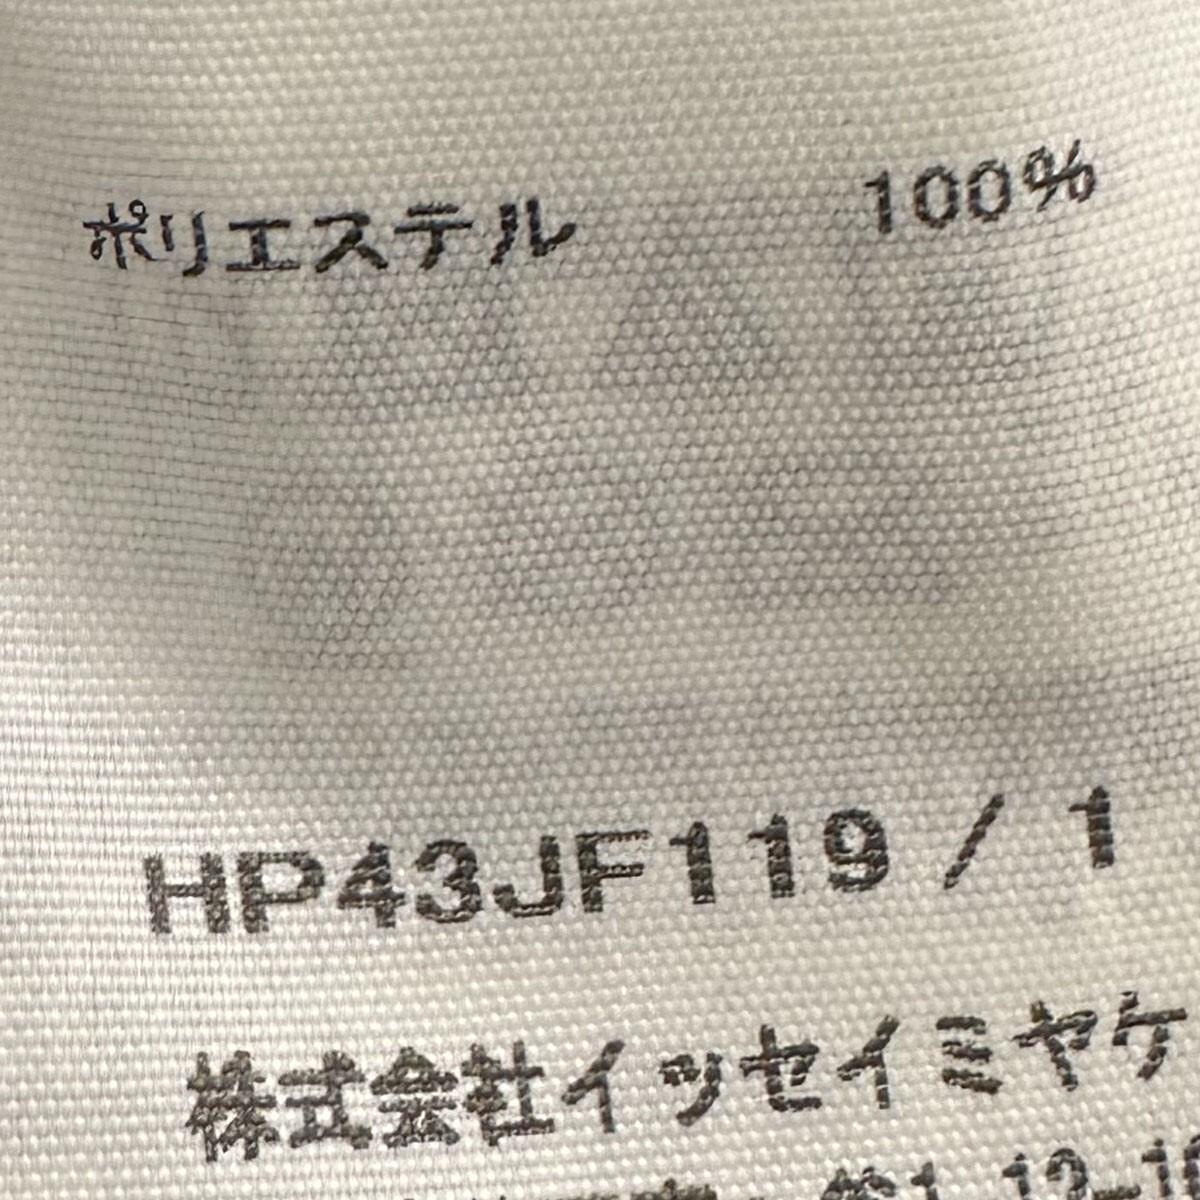 ポリエステル 100%
HP43JF119 / 1
株式会社イッセイミヤケ